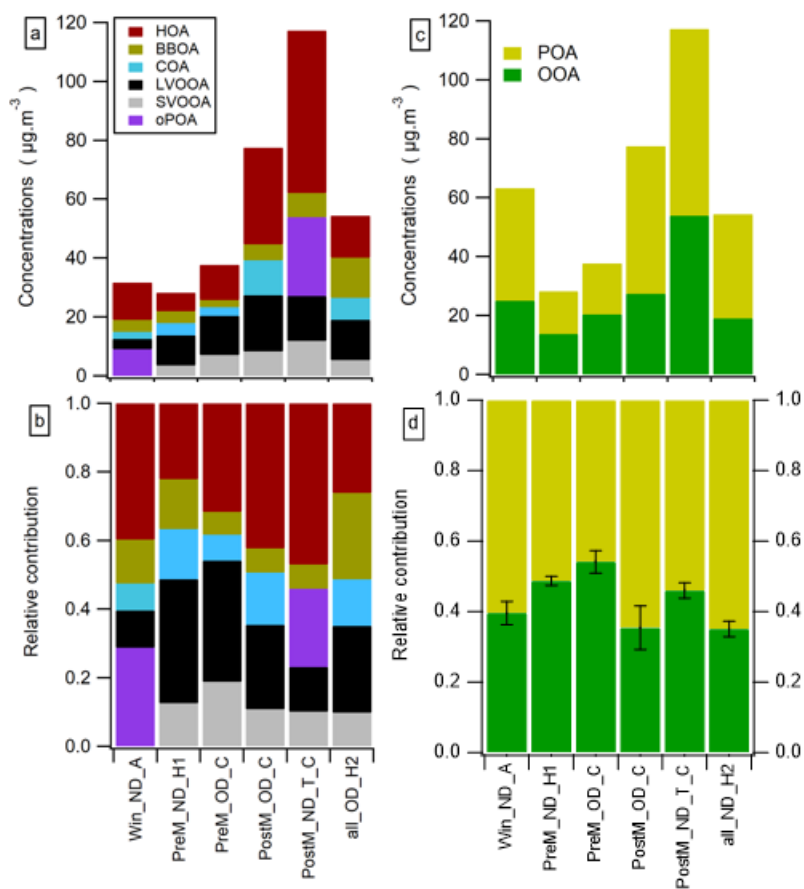 a
HOA
BBOA
COA
LVOOA
SVOOA
oPOA
120
100
80
60
40
20
0
Concentrations ( µg.m-3 )
b
1.0
0.8
0.6
0.4
0.2
0.0
Relative contribution
Win_ND_A
PreM_ND_H1
PreM_OD_C
PostM_OD_C
PostM_ND_T_C
all_OD_H2
c
POA
OOA
120
100
80
60
40
20
0
Concentrations ( µg.m-3 )
d
1.0
0.8
0.6
0.4
0.2
0.0
Relative contribution
1.0
0.8
0.6
0.4
0.2
0.0
Win_ND_A
PreM_ND_H1
PreM_OD_C
PostM_OD_C
PostM_ND_T_C
all_ND_H2